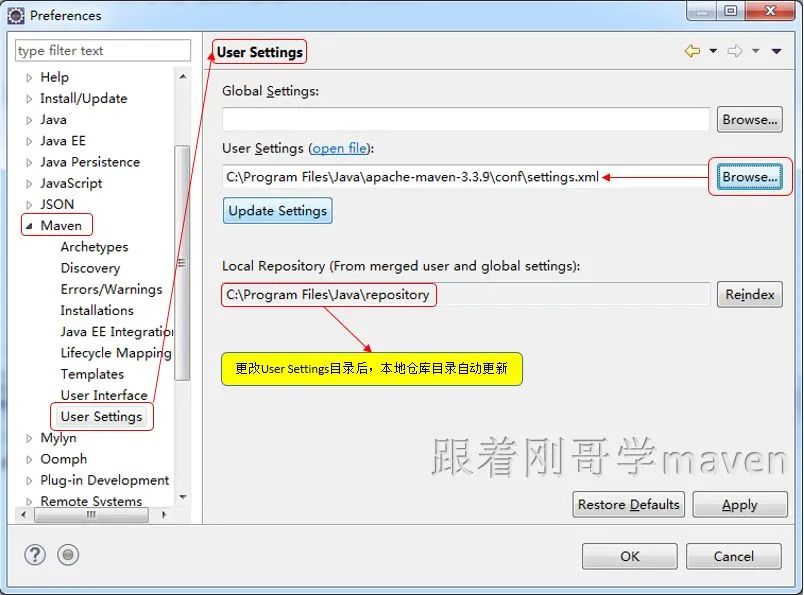 Preferences
type filter text
Help
Install/Update
Java
Java EE
Java Persistence
JavaScript
JSON
Maven
Archetypes
Discovery
Errors/Warnings
Installations
Java EE Integration
Lifecycle Mapping
Templates
User Interface
User Settings
Mylyn
Oomph
Plug-in Development
Remote Systems
User Settings
Global Settings:
Browse...
User Settings (open file):
C:\Program Files\Java\apache-maven-3.3.9\conf\settings.xml
Browse...
Update Settings
Local Repository (From merged user and global settings):
C:\Program Files\Java\repository
Reindex
更改User Settings目录后，本地仓库目录自动更新
跟着刚哥学maven
Restore Defaults
Apply
OK
Cancel